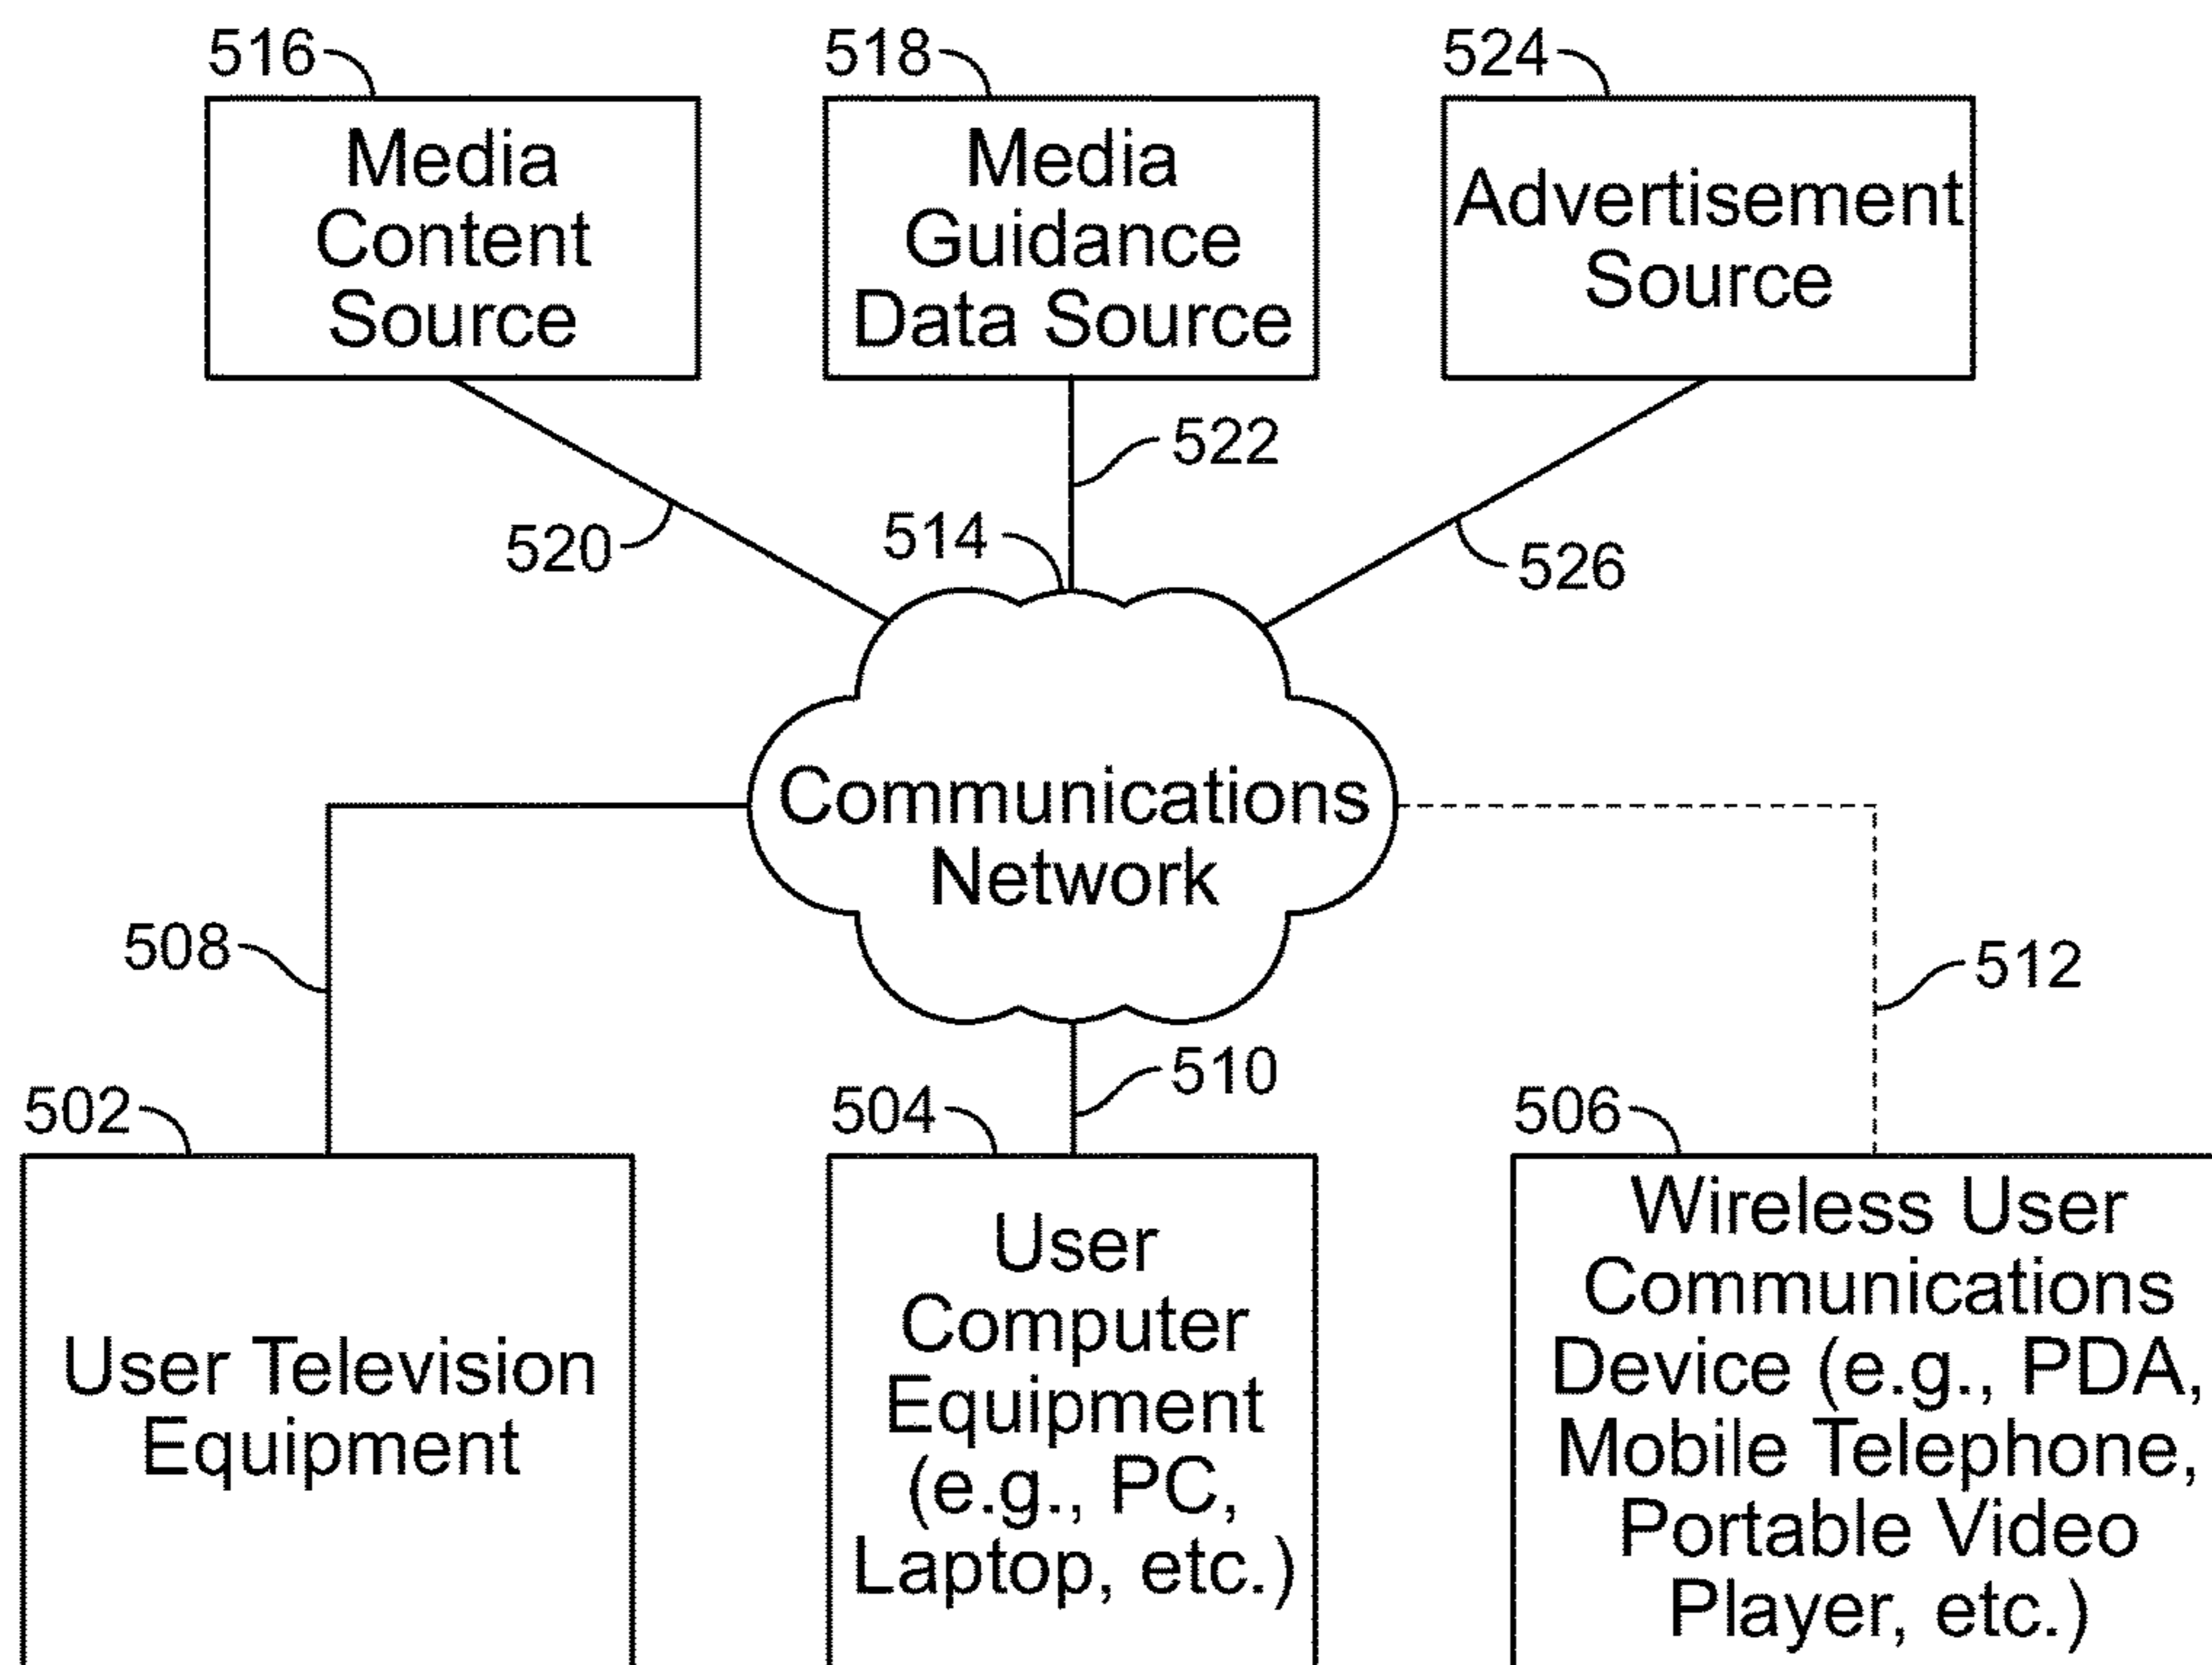 516
518
524
Media
Content
Source
Media
Guidance
Data Source
Advertisement
Source
522
520
514
526
Communications
Network
508
512
510
502
504
506
User Television
Equipment
User
Computer
Equipment
(e.g., PC,
Laptop, etc.)
Wireless User
Communications
Device (e.g., PDA,
Mobile Telephone,
Portable Video
Player, etc.)